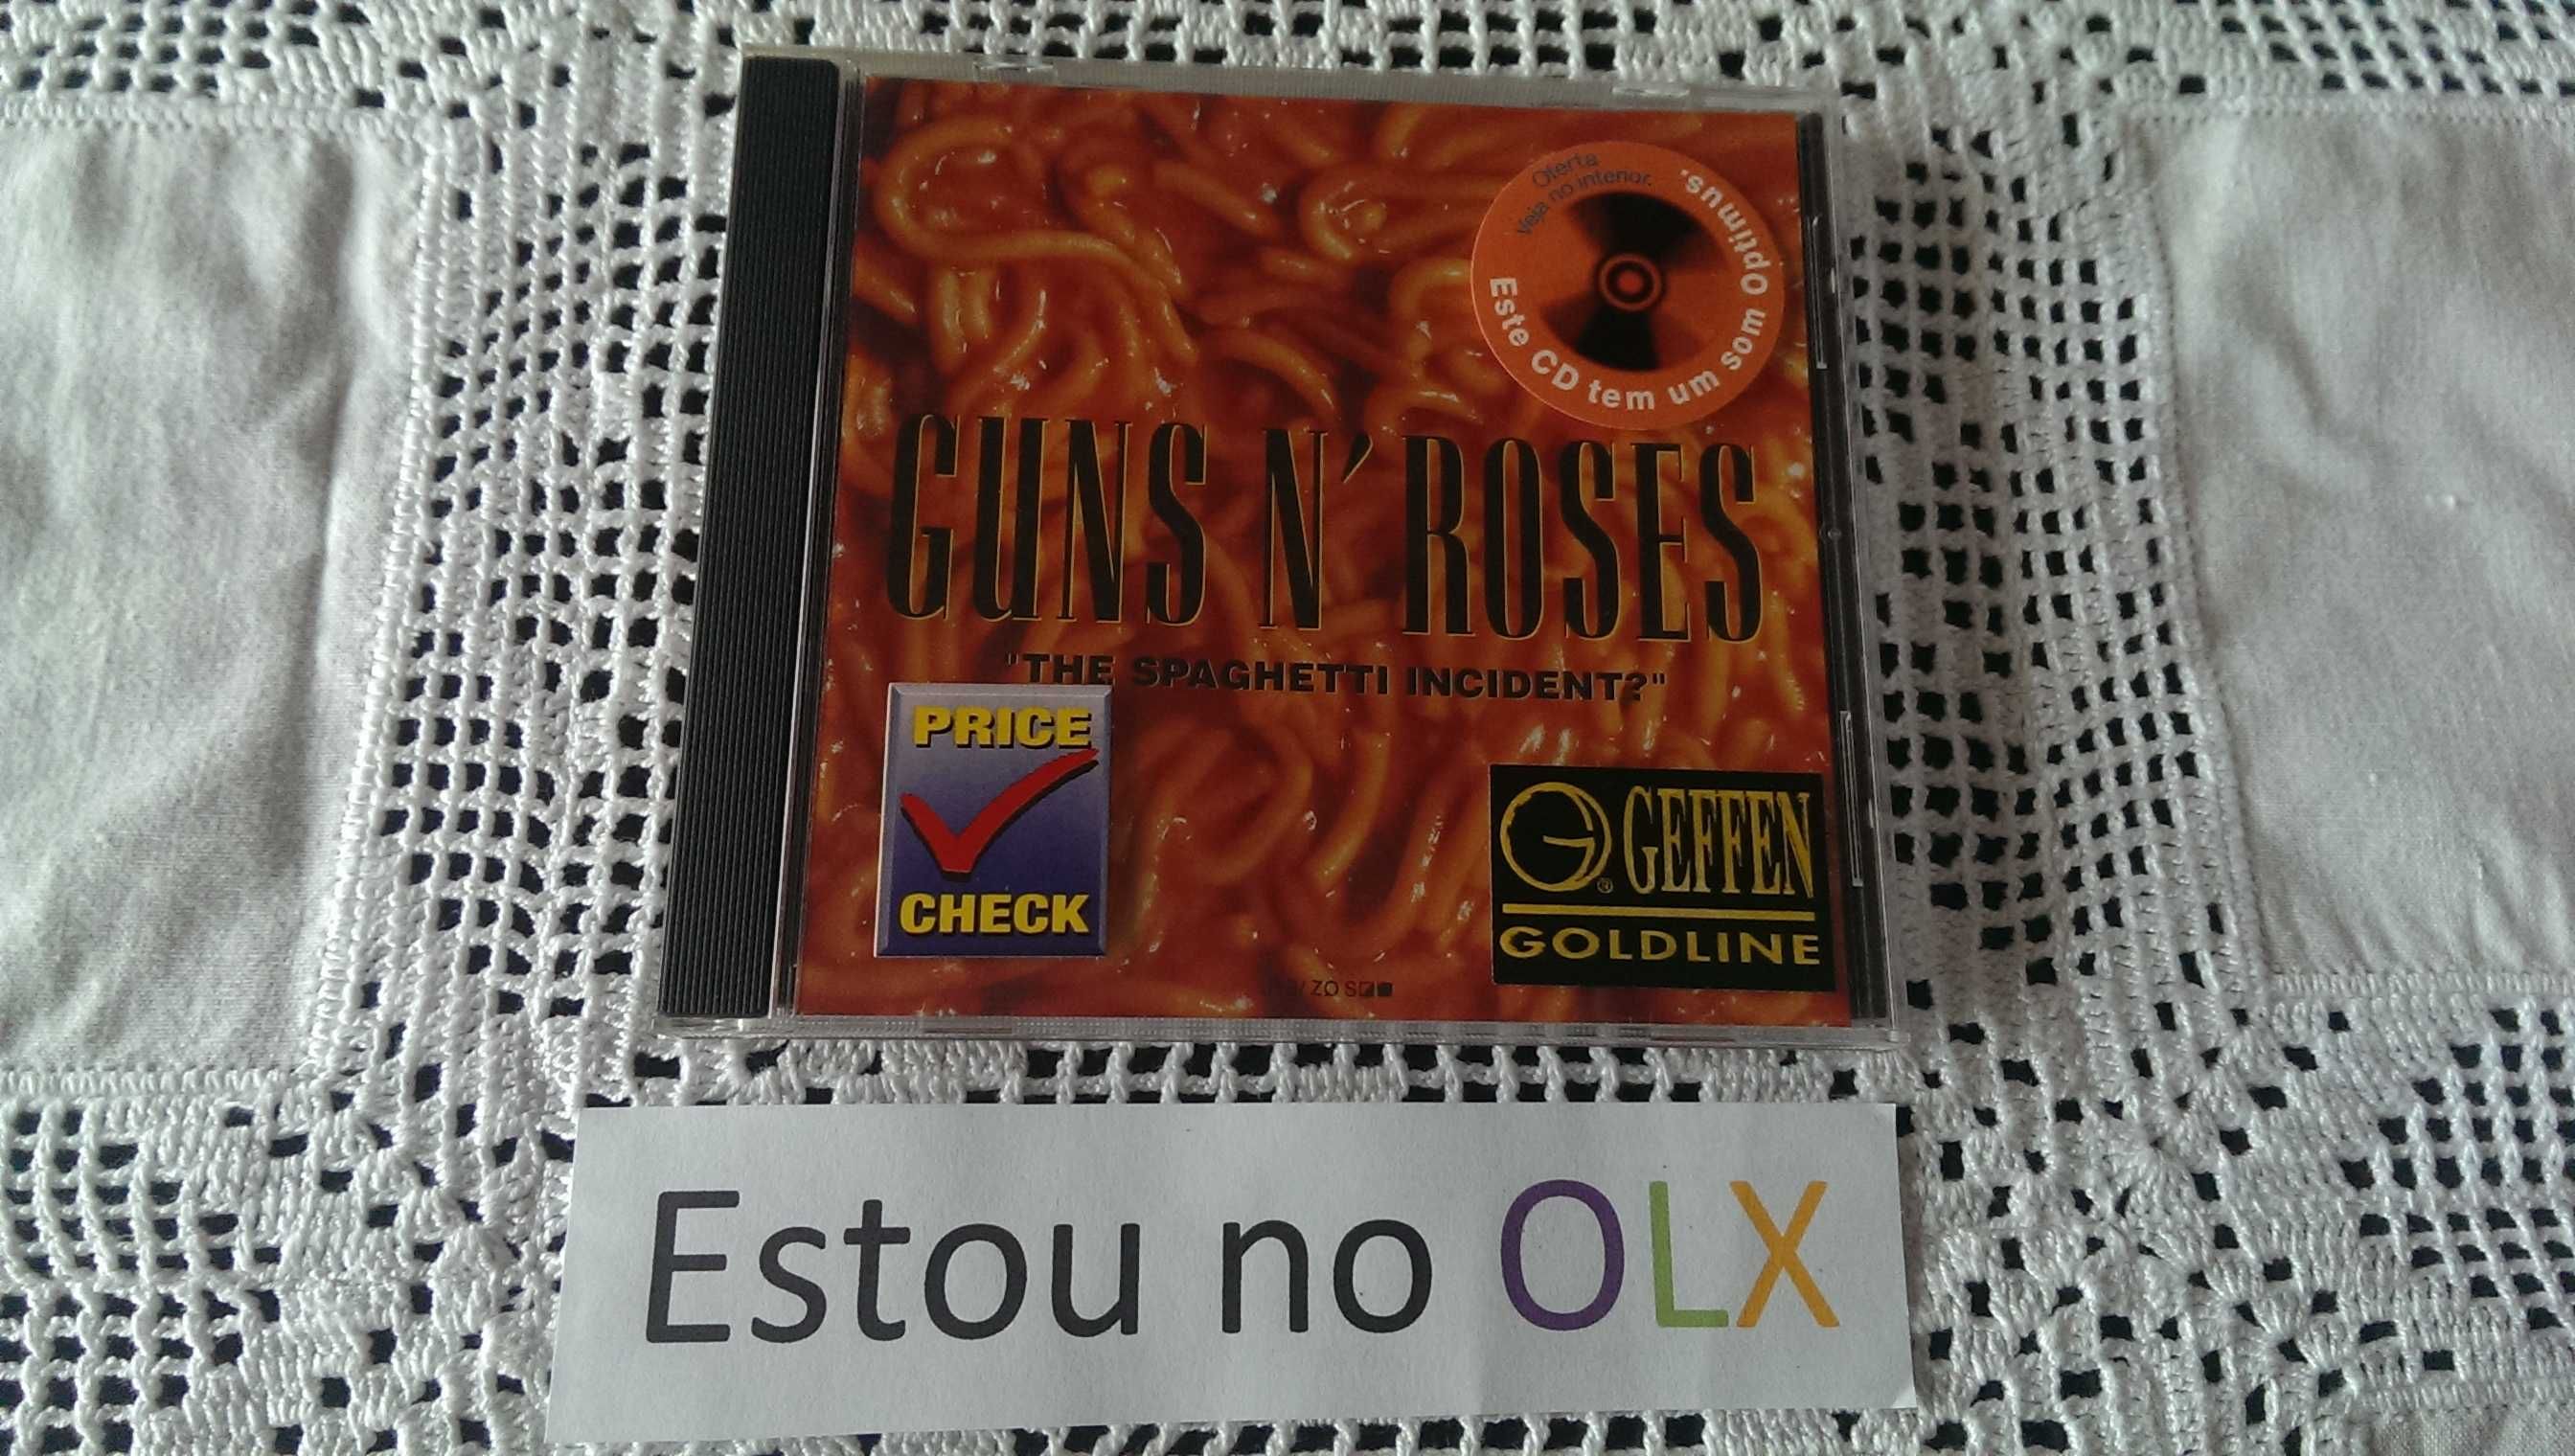 Oferta
Veja no interior.
Este CD tem um som Optimus.
GUNS N' ROSES
"THE SPAGHETTI INCIDENT?"
PRICE
CHECK
G® GEFFEN
GOLDLINE
Estou no OLX